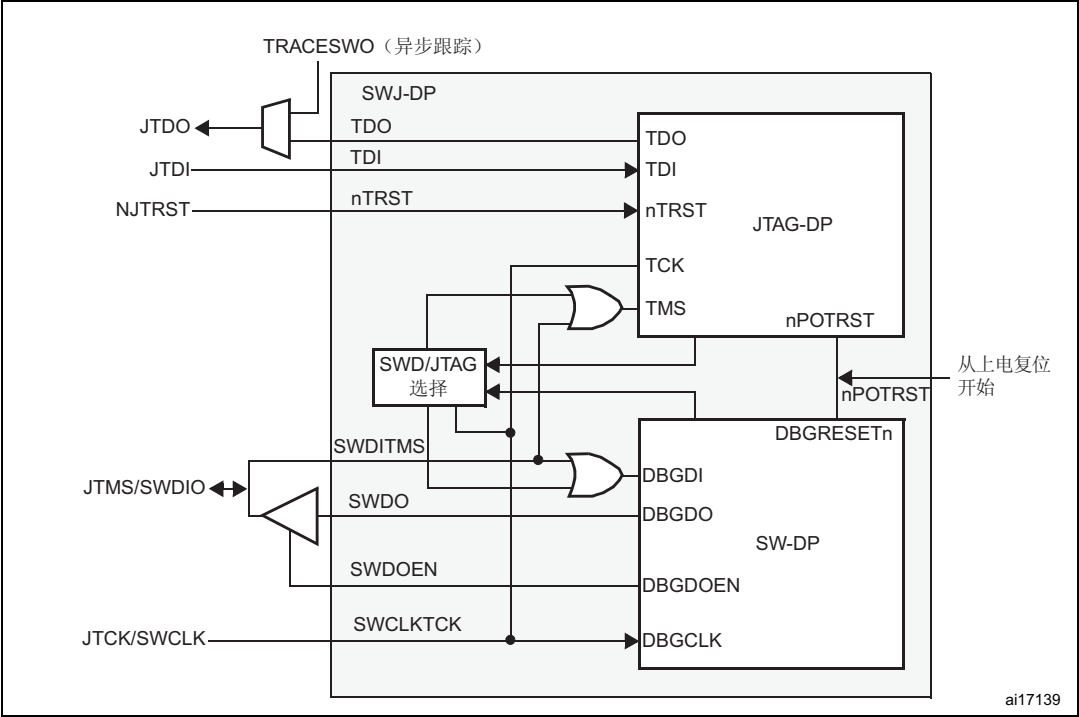 TRACESWO（异步跟踪）
SWJ-DP
JTDO
TDO
TDO
JTDI
TDI
TDI
NJTRST
nTRST
nTRST
JTAG-DP
TCK
TMS
nPOTRST
SWD/JTAG
选择
从上电复位
开始
nPOTRST
DBGRESETn
SWDITMS
JTMS/SWDIO
DBGDI
SWDO
DBGDO
SW-DP
SWDOEN
DBGDOEN
JTCK/SWCLK
SWCLKTCK
DBGCLK
ai17139